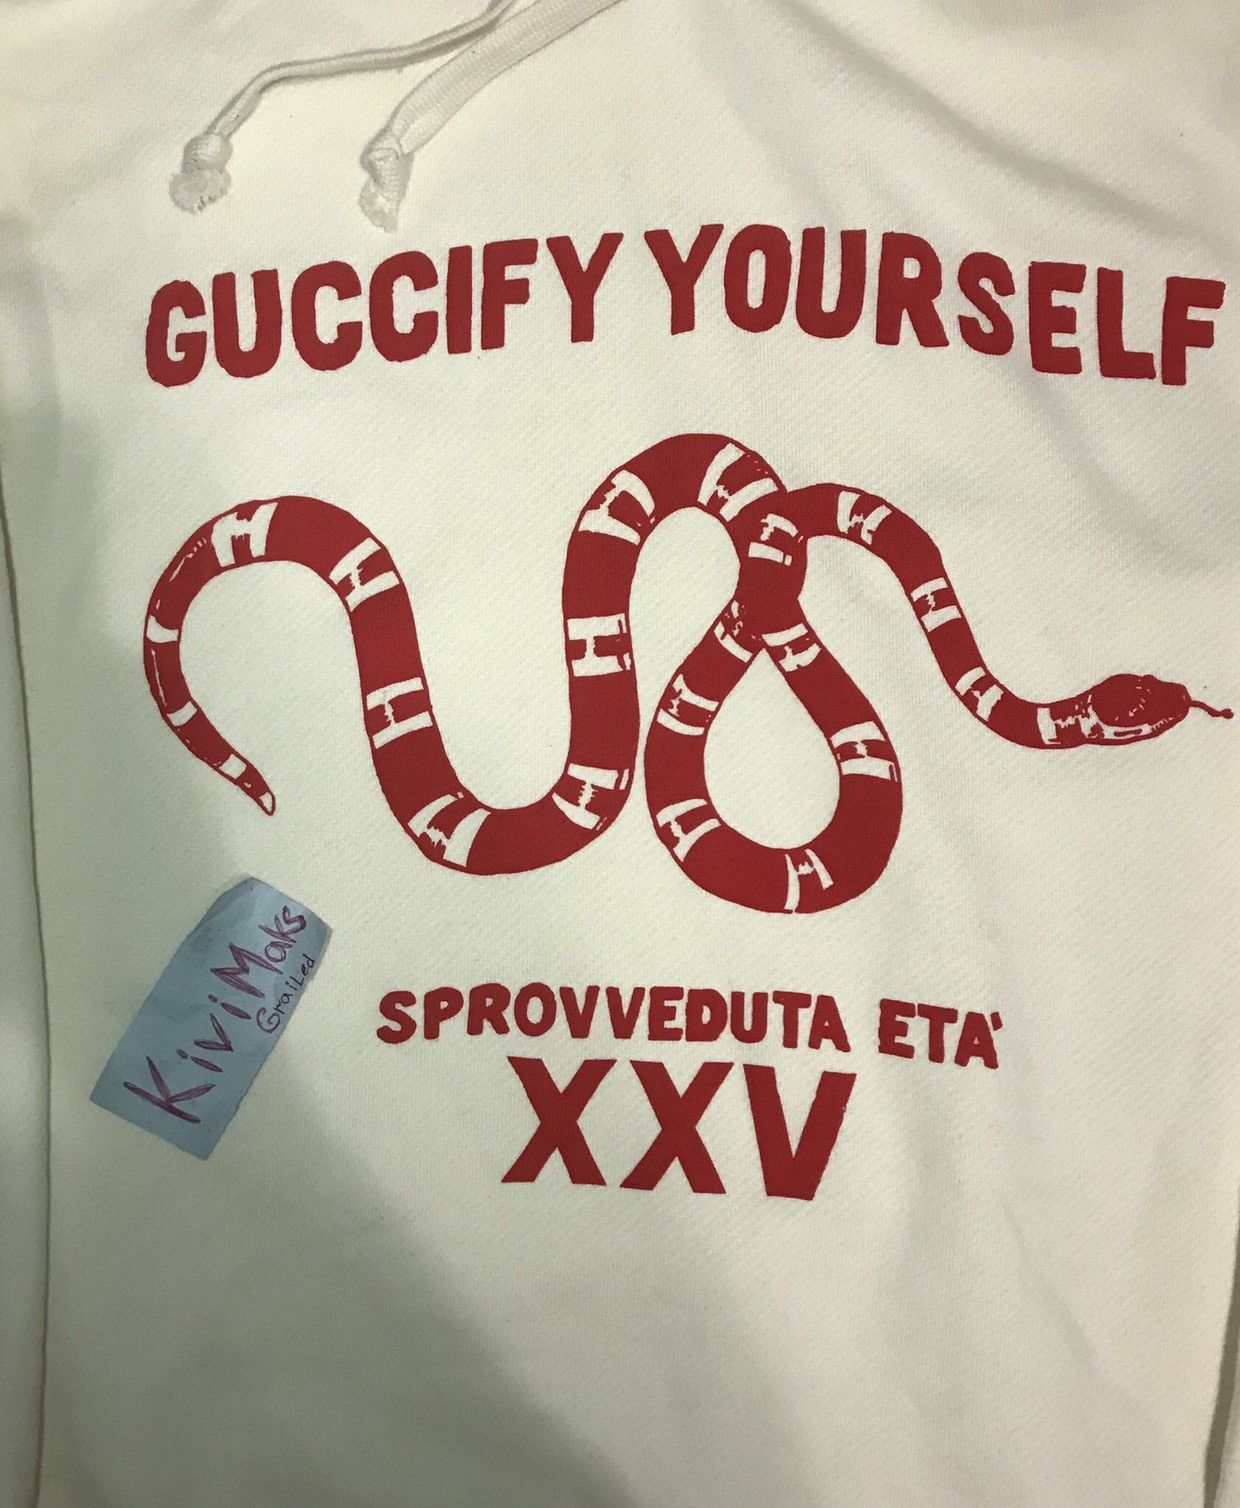 GUCCIFY YOURSELF
KiviMaks
Grailed
SPROVVEDUTA ETA'
XXV